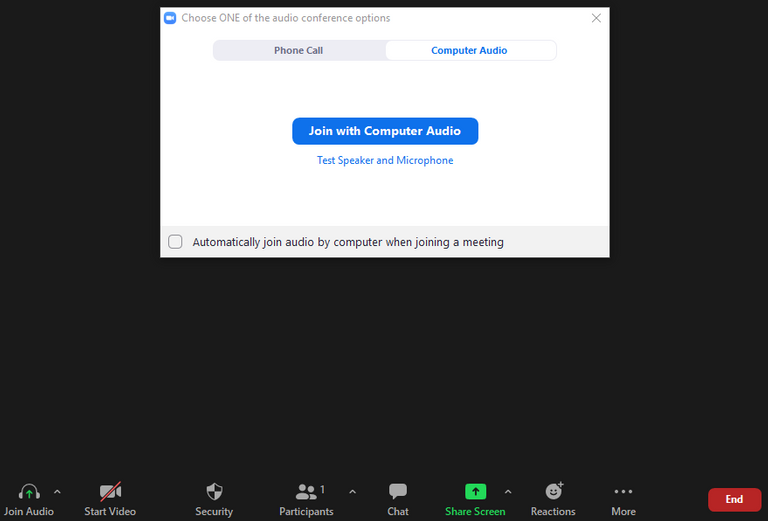 Choose ONE of the audio conference options
Phone Call
Computer Audio
Join with Computer Audio
Test Speaker and Microphone
Automatically join audio by computer when joining a meeting
1
Join Audio
Start Video
Security
Participants
Chat
Share Screen
Reactions
More
End